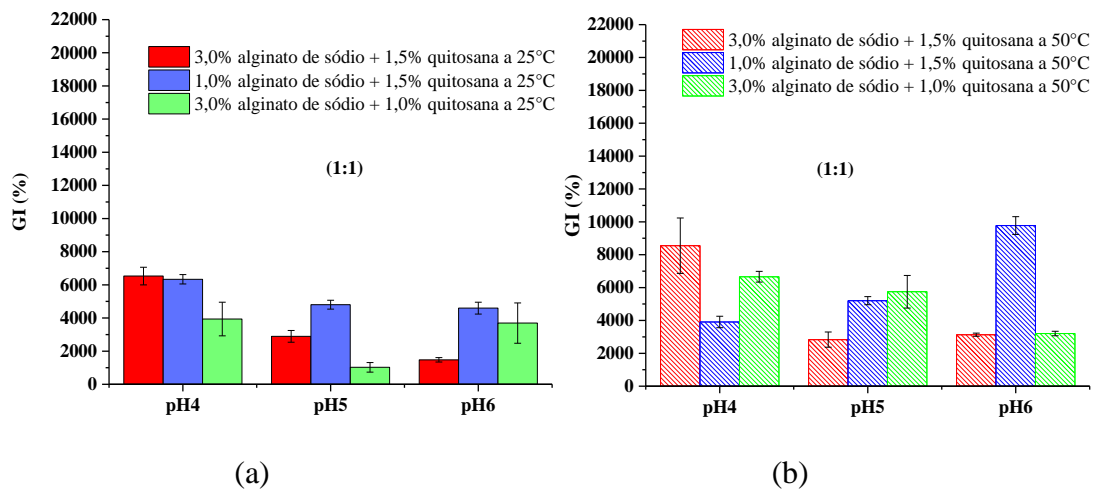 22000
20000
18000
16000
14000
12000
10000
8000
6000
4000
2000
0
GI (%)
3,0% alginato de sódio + 1,5% quitosana a 25°C
1,0% alginato de sódio + 1,5% quitosana a 25°C
3,0% alginato de sódio + 1,0% quitosana a 25°C
(1:1)
pH4 pH5 pH6
(a)
22000
20000
18000
16000
14000
12000
10000
8000
6000
4000
2000
0
GI (%)
3,0% alginato de sódio + 1,5% quitosana a 50°C
1,0% alginato de sódio + 1,5% quitosana a 50°C
3,0% alginato de sódio + 1,0% quitosana a 50°C
(1:1)
pH4 pH5 pH6
(b)